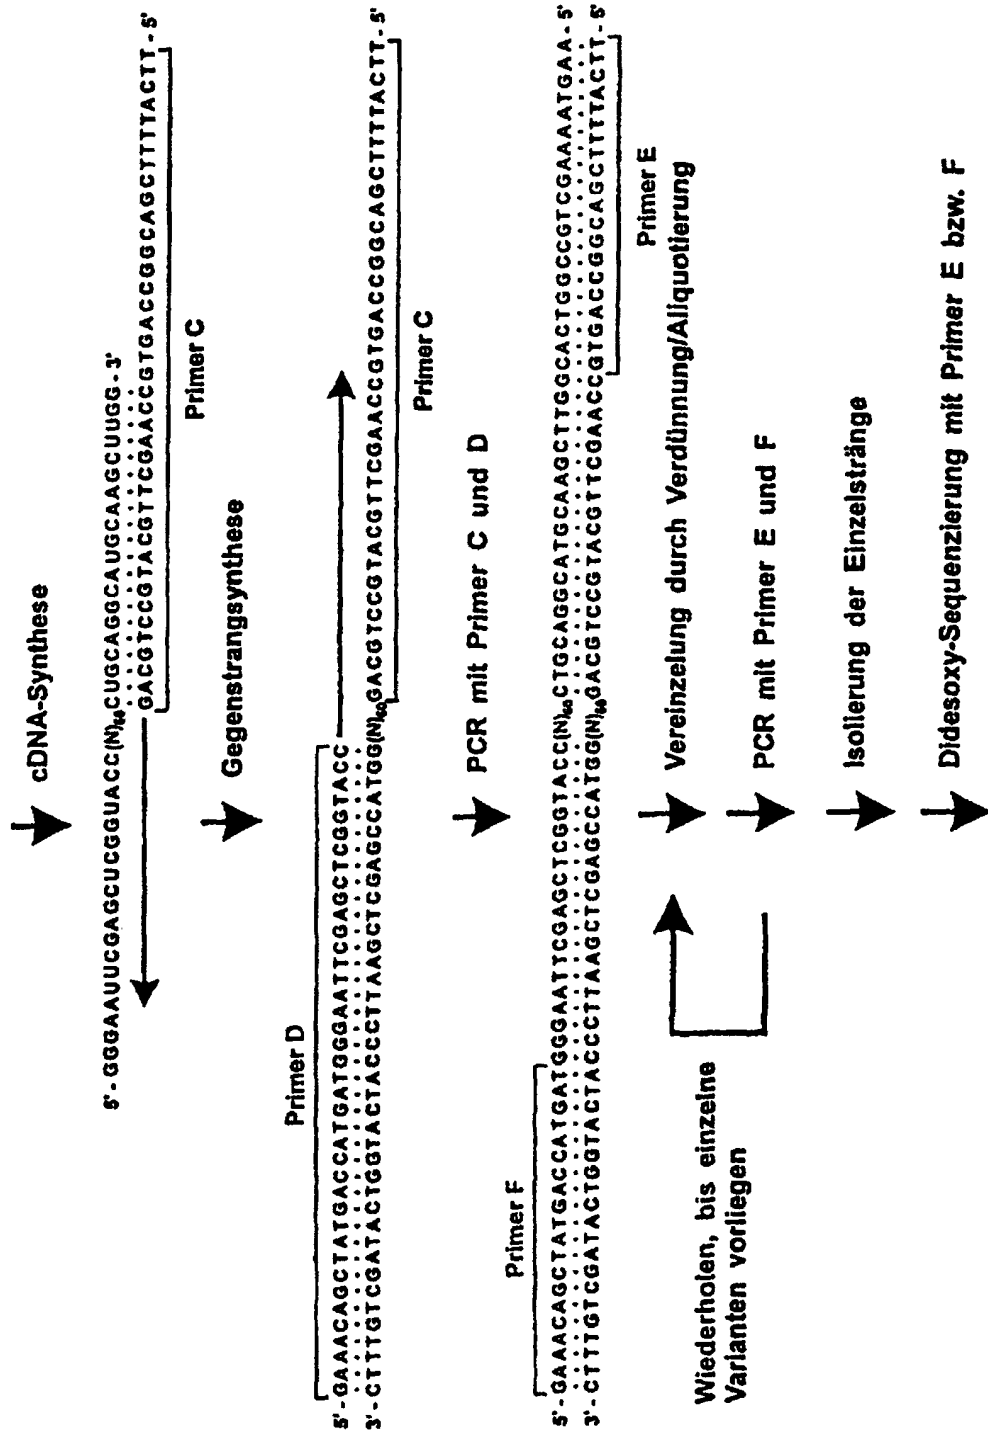 cDNA-Synthese
5'-GGGAAUUCGAGCUCGGUACC(N)60CUGCAGGCAUGCAAGCUUGG-3'
GACGTCCGTACGTTCGAACCGTGACCGGCAGCTTTTACTT-5'
Primer C
Gegenstrangsynthese
Primer D
5'-GAAACAGCTATGACCATGATGGGAATTCGAGCTCGGTACC
3'-CTTTGTCGATACTGGTACTACCCTTAAGCTCGAGCCATGG(N)60GACGTCCGTACGTTCGAACCGTGACCGGCAGCTTTTACTT-5'
Primer C
PCR mit Primer C und D
Primer F
5'-GAAACAGCTATGACCATGATGGGAATTCGAGCTCGGTACC(N)60CTGCAGGCATGCAAGCTTGGCACTGGCCGTCGAAAATGAA-5'
3'-CTTTGTCGATACTGGTACTACCCTTAAGCTCGAGCCATGG(N)60GACGTCCGTACGTTCGAACCGTGACCGGCAGCTTTTACTT-5'
Primer E
Vereinzelung durch Verdünnung/Aliquotierung
Wiederholen, bis einzelne
Varianten vorliegen
PCR mit Primer E und F
Isolierung der Einzelstränge
Didesoxy-Sequenzierung mit Primer E bzw. F